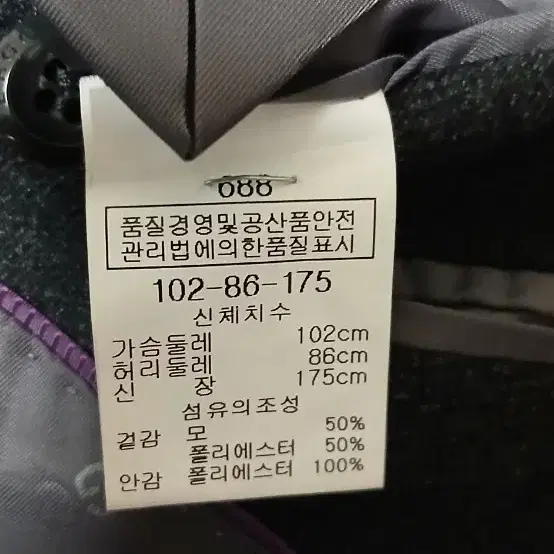 688
품질경영및공산품안전
관리법에의한품질표시
102-86-175
신체치수
가슴둘레 102cm
허리둘레 86cm
신 장 175cm
섬유의조성
겉감 모 50%
폴리에스터 50%
안감 폴리에스터 100%